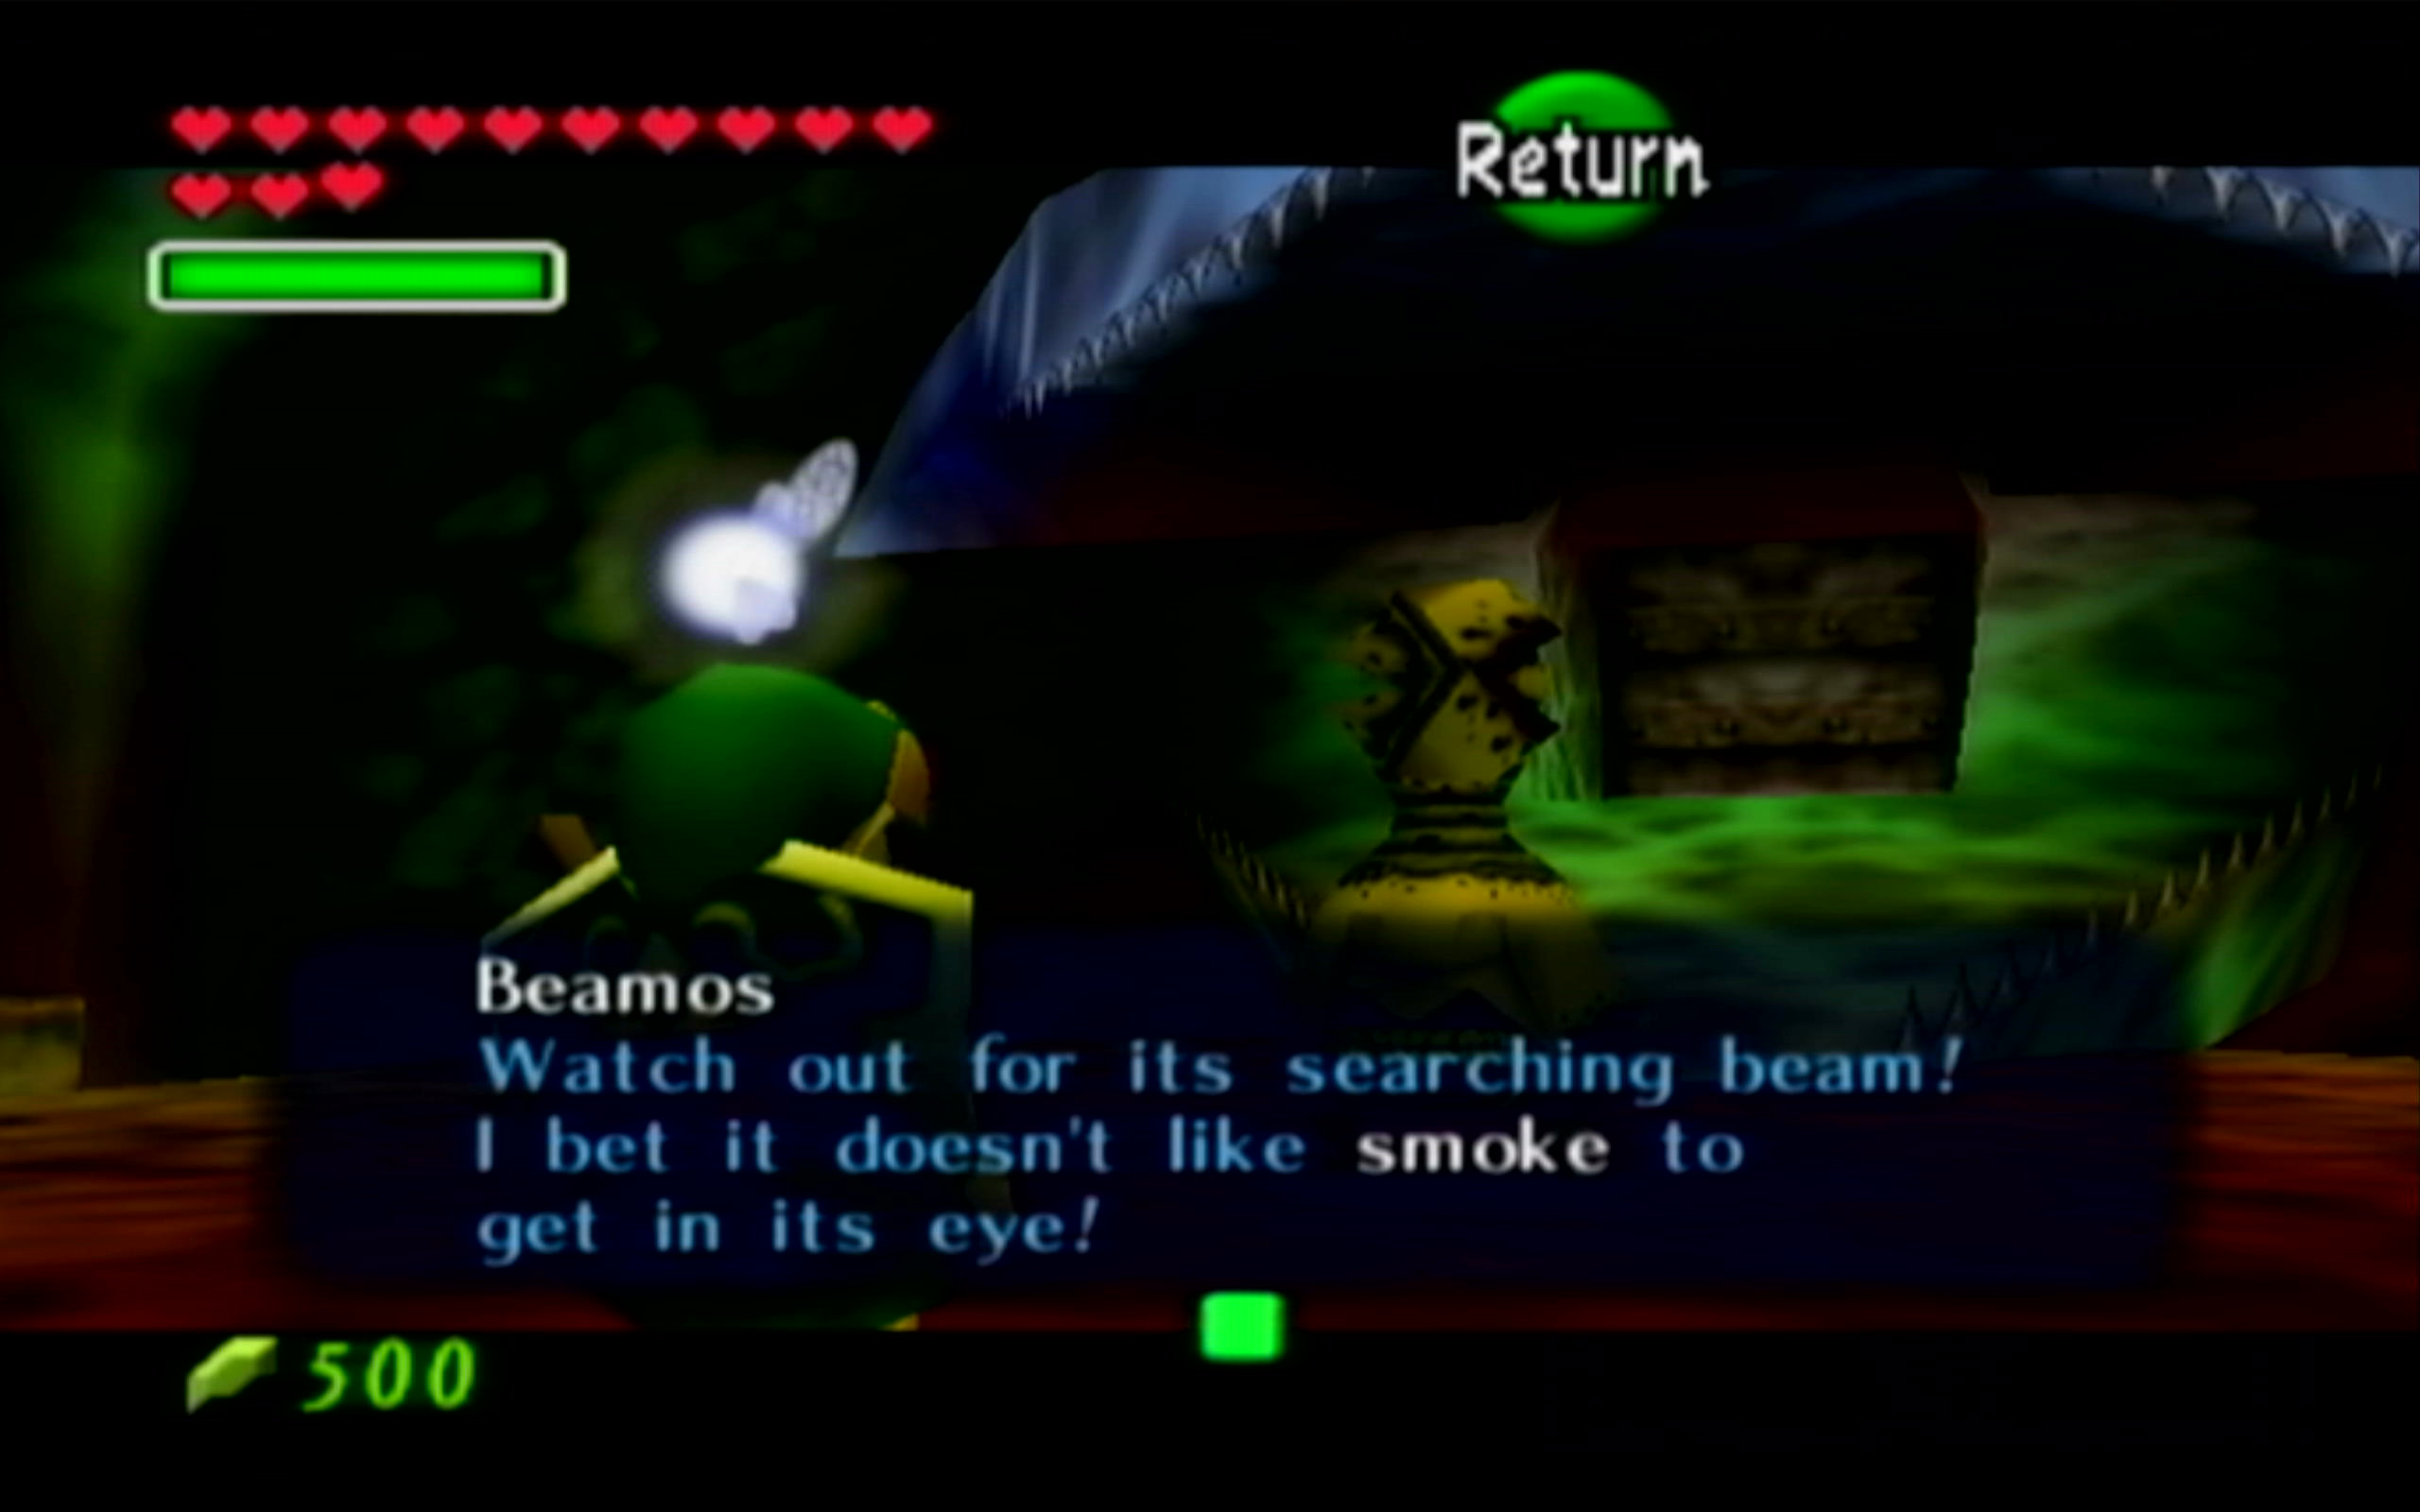 Return
Beamos
Watch out for its searching beam!
I bet it doesn't like smoke to
get in its eye!
500